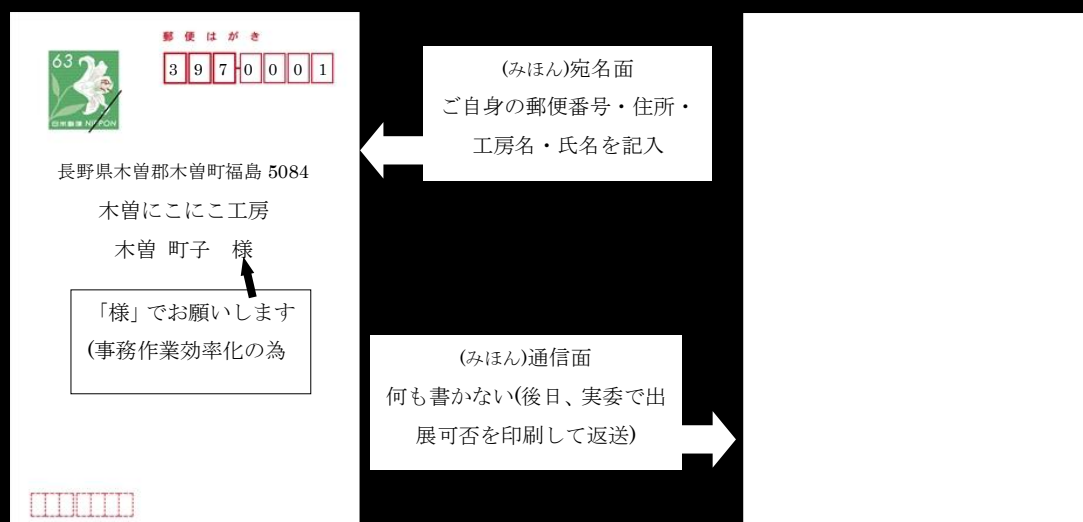 郵便はがき
63
3 9 7 0 0 0 1
日本郵便 NIPPON
長野県木曽郡木曽町福島 5084
木曽にこにこ工房
木曽 町子 様
「様」でお願いします
(事務作業効率化の為
(みほん)宛名面
ご自身の郵便番号・住所・
工房名・氏名を記入
(みほん)通信面
何も書かない(後日、実委で出
展可否を印刷して返送)